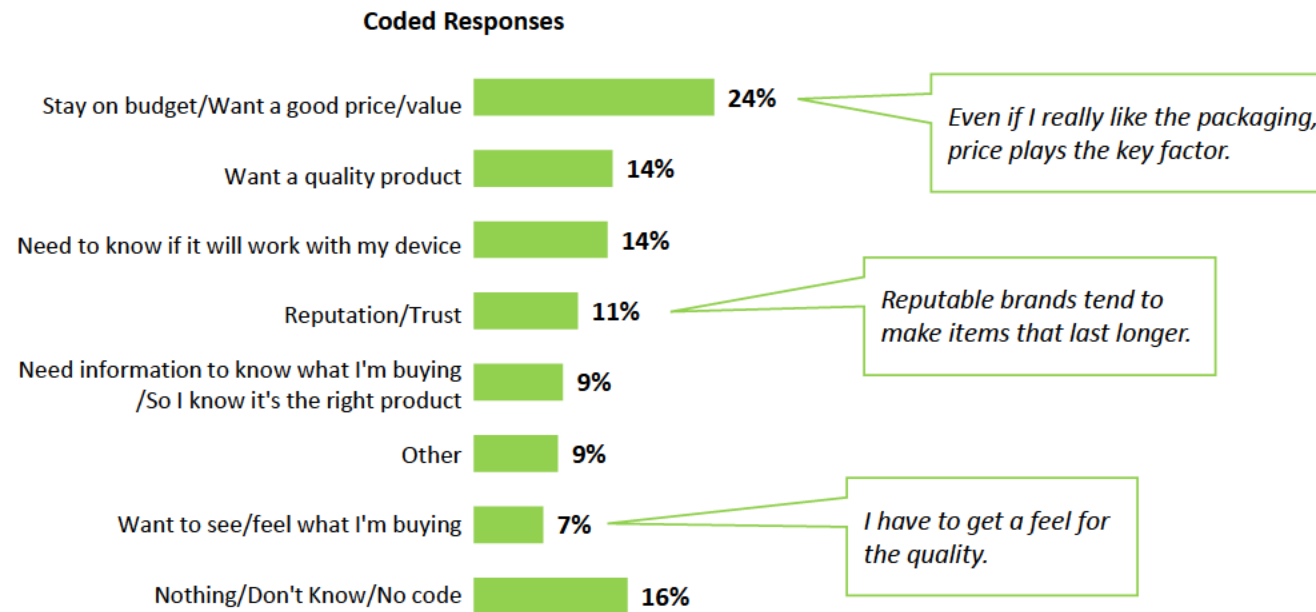 Coded Responses
Stay on budget/Want a good price/value
24%
Even if I really like the packaging,
price plays the key factor.
Want a quality product
14%
Need to know if it will work with my device
14%
Reputation/Trust
11%
Reputable brands tend to
make items that last longer.
Need information to know what I'm buying
/So I know it's the right product
9%
Other
9%
Want to see/feel what I'm buying
7%
I have to get a feel for
the quality.
Nothing/Don't Know/No code
16%